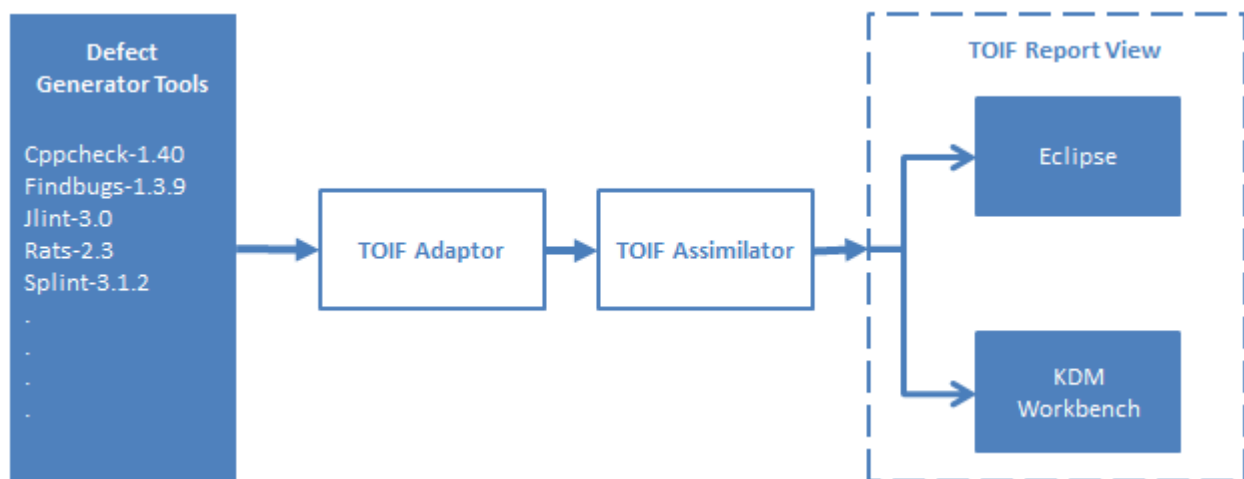 Defect
Generator Tools
Cppcheck-1.40
Findbugs-1.3.9
Jlint-3.0
Rats-2.3
Splint-3.1.2
.
.
.
.
TOIF Adaptor
TOIF Assimilator
TOIF Report View
Eclipse
KDM
Workbench